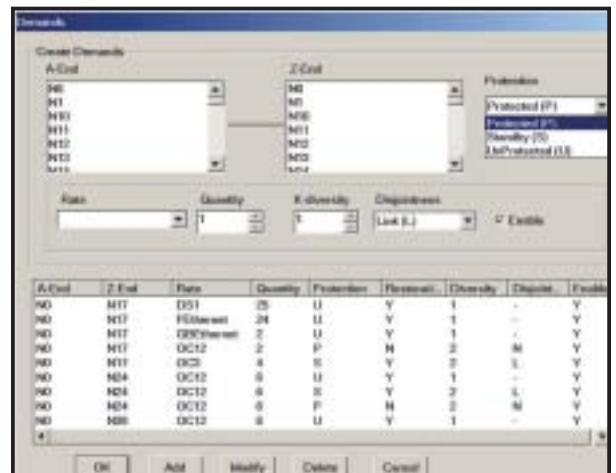 Demands
Create Demands
A-End Z-End Protection
N0 N0 Protected (P)
N1 N1 Protected (P)
N10 N10 Standby (S)
N11 N11 UnProtected (U)
N12 N12
N13 N13
Rate Quantity K-diversity Disjointness
1 1 Link (L) Enable
A-End Z-End Rate Quantity Protection Restorati... Diversity Disjoint... Enable
N0 N17 DS1 25 U Y 1 - Y
N0 N17 FEthernet 24 U Y 1 - Y
N0 N17 GBEthernet 2 U Y 1 - Y
N0 N17 OC12 2 P N 2 N Y
N0 N17 OC3 4 S Y 2 L Y
N0 N24 OC12 6 U Y 1 - Y
N0 N24 OC12 6 S Y 2 L Y
N0 N24 OC12 6 P N 2 N Y
N0 OC12 U Y 1 - Y
OK Add Modify Delete Cancel